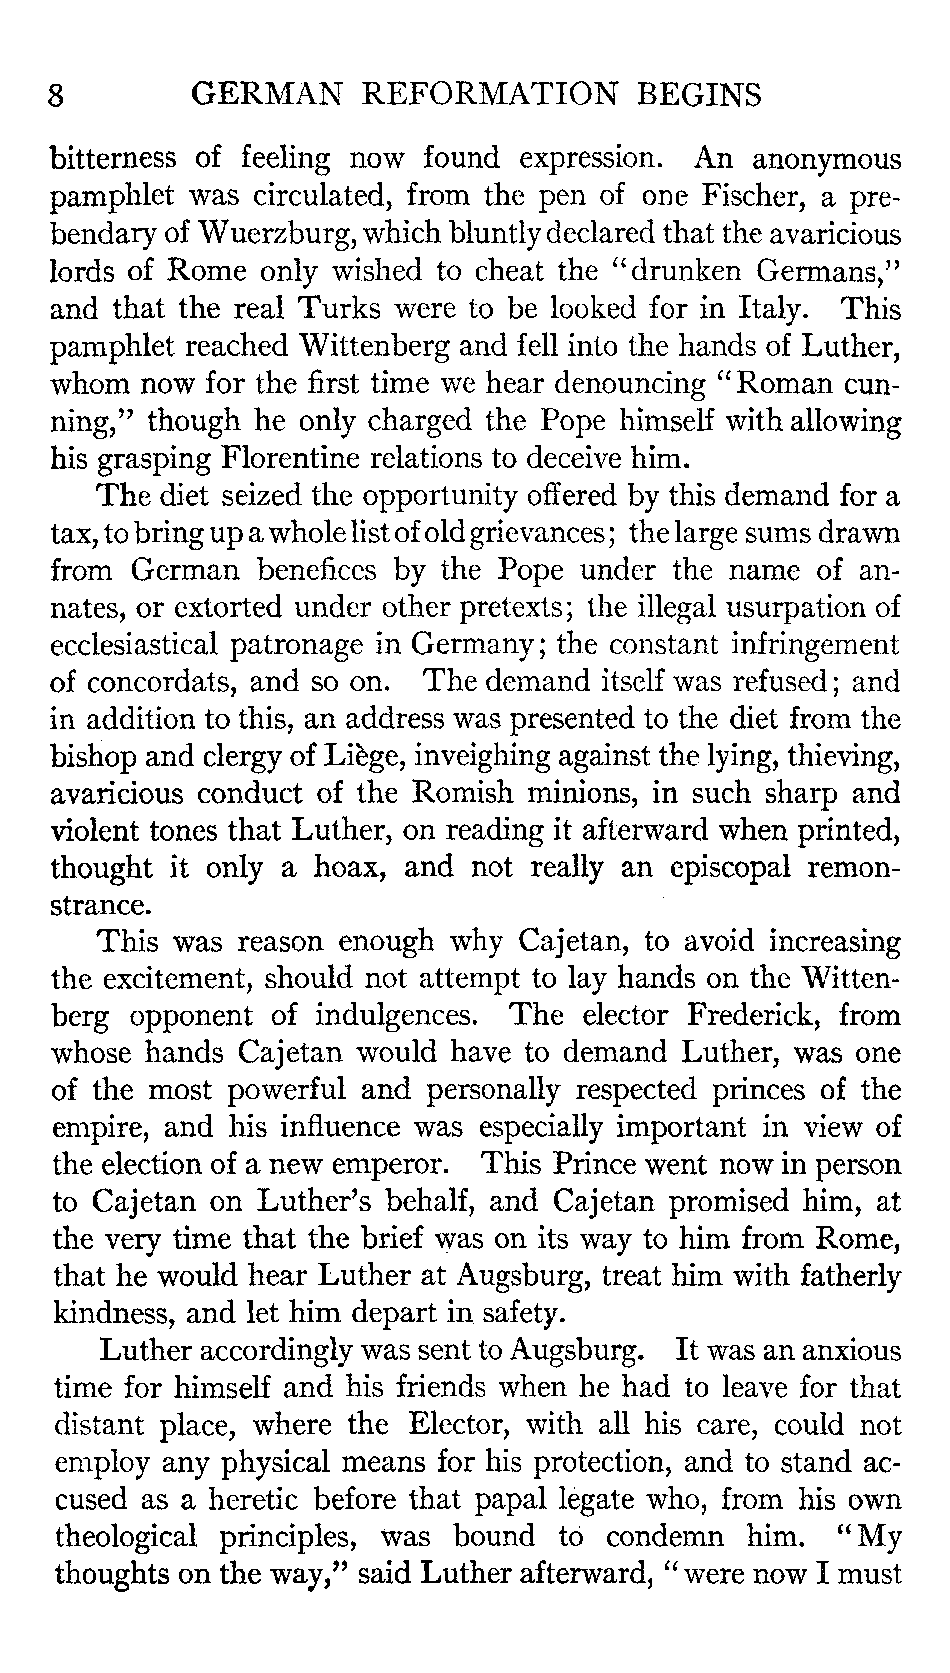 8 GERMAN REFORMATION BEGINS
bitterness of feeling now found expression. An anonymous
pamphlet was circulated, from the pen of one Fischer, a pre-
bendary of Wuerzburg, which bluntly declared that the avaricious
lords of Rome only wished to cheat the "drunken Germans,"
and that the real Turks were to be looked for in Italy. This
pamphlet reached Wittenberg and fell into the hands of Luther,
whom now for the first time we hear denouncing "Roman cun-
ning," though he only charged the Pope himself with allowing
his grasping Florentine relations to deceive him.
The diet seized the opportunity offered by this demand for a
tax, to bring up a whole list of old grievances; the large sums drawn
from German benefices by the Pope under the name of an-
nates, or extorted under other pretexts; the illegal usurpation of
ecclesiastical patronage in Germany; the constant infringement
of concordats, and so on. The demand itself was refused; and
in addition to this, an address was presented to the diet from the
bishop and clergy of Liège, inveighing against the lying, thieving,
avaricious conduct of the Romish minions, in such sharp and
violent tones that Luther, on reading it afterward when printed,
thought it only a hoax, and not really an episcopal remon-
strance.
This was reason enough why Cajetan, to avoid increasing
the excitement, should not attempt to lay hands on the Witten-
berg opponent of indulgences. The elector Frederick, from
whose hands Cajetan would have to demand Luther, was one
of the most powerful and personally respected princes of the
empire, and his influence was especially important in view of
the election of a new emperor. This Prince went now in person
to Cajetan on Luther's behalf, and Cajetan promised him, at
the very time that the brief was on its way to him from Rome,
that he would hear Luther at Augsburg, treat him with fatherly
kindness, and let him depart in safety.
Luther accordingly was sent to Augsburg. It was an anxious
time for himself and his friends when he had to leave for that
distant place, where the Elector, with all his care, could not
employ any physical means for his protection, and to stand ac-
cused as a heretic before that papal legate who, from his own
theological principles, was bound to condemn him. "My
thoughts on the way," said Luther afterward, "were now I must